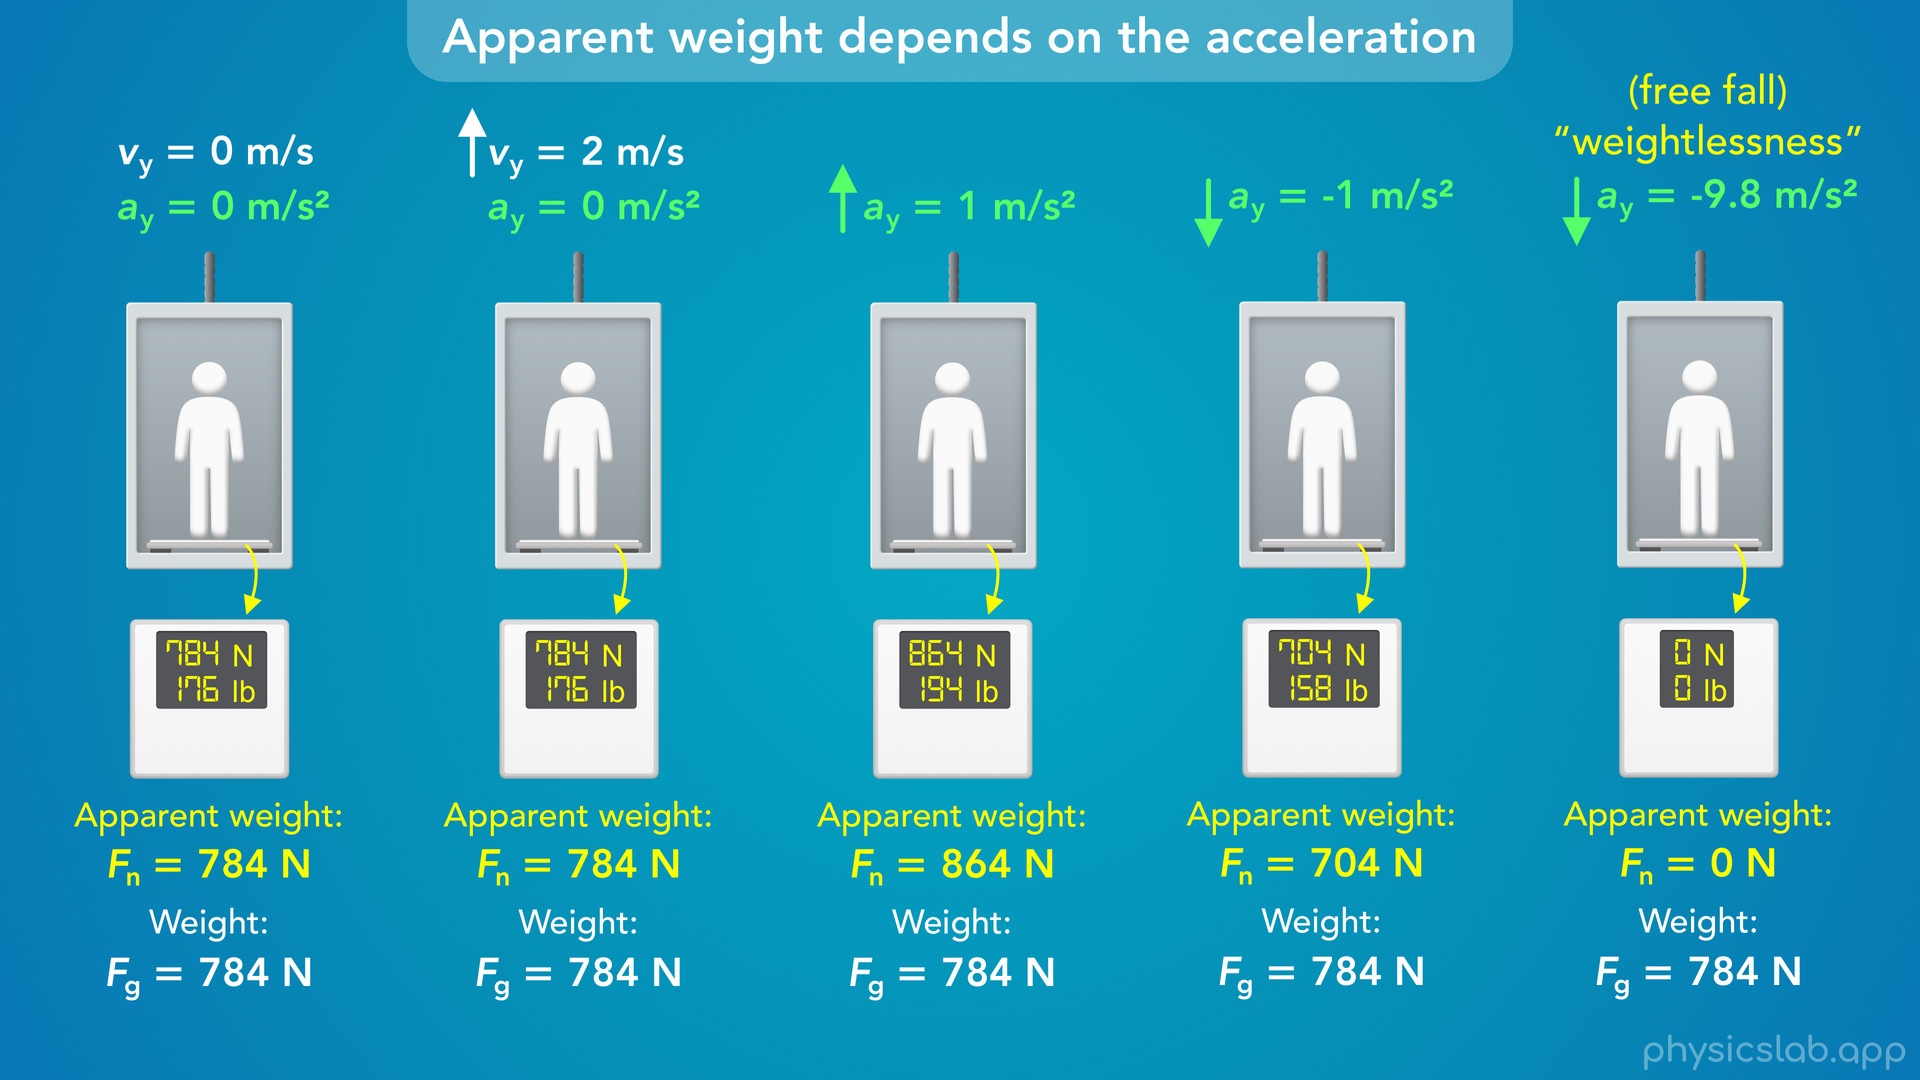 Apparent weight depends on the acceleration
vy = 0 m/s
ay = 0 m/s²
784 N
176 lb
Apparent weight:
Fn = 784 N
Weight:
Fg = 784 N
vy = 2 m/s
ay = 0 m/s²
784 N
176 lb
Apparent weight:
Fn = 784 N
Weight:
Fg = 784 N
ay = 1 m/s²
864 N
194 lb
Apparent weight:
Fn = 864 N
Weight:
Fg = 784 N
ay = -1 m/s²
704 N
158 lb
Apparent weight:
Fn = 704 N
Weight:
Fg = 784 N
(free fall)
“weightlessness”
ay = -9.8 m/s²
0 N
0 lb
Apparent weight:
Fn = 0 N
Weight:
Fg = 784 N
physicslab.app